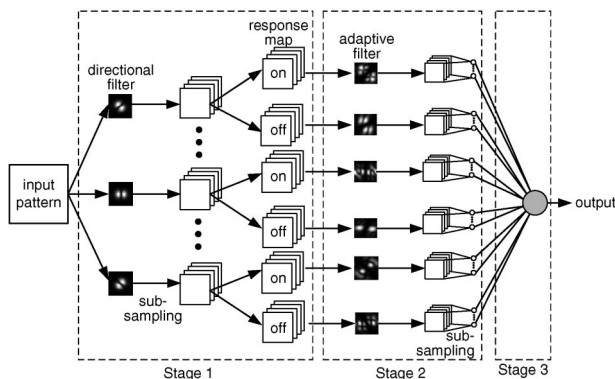 response
map
adaptive
filter
directional
filter
on
off
input
pattern
on
off
output
on
off
sub-
sampling
sub-
sampling
Stage 1
Stage 2
Stage 3